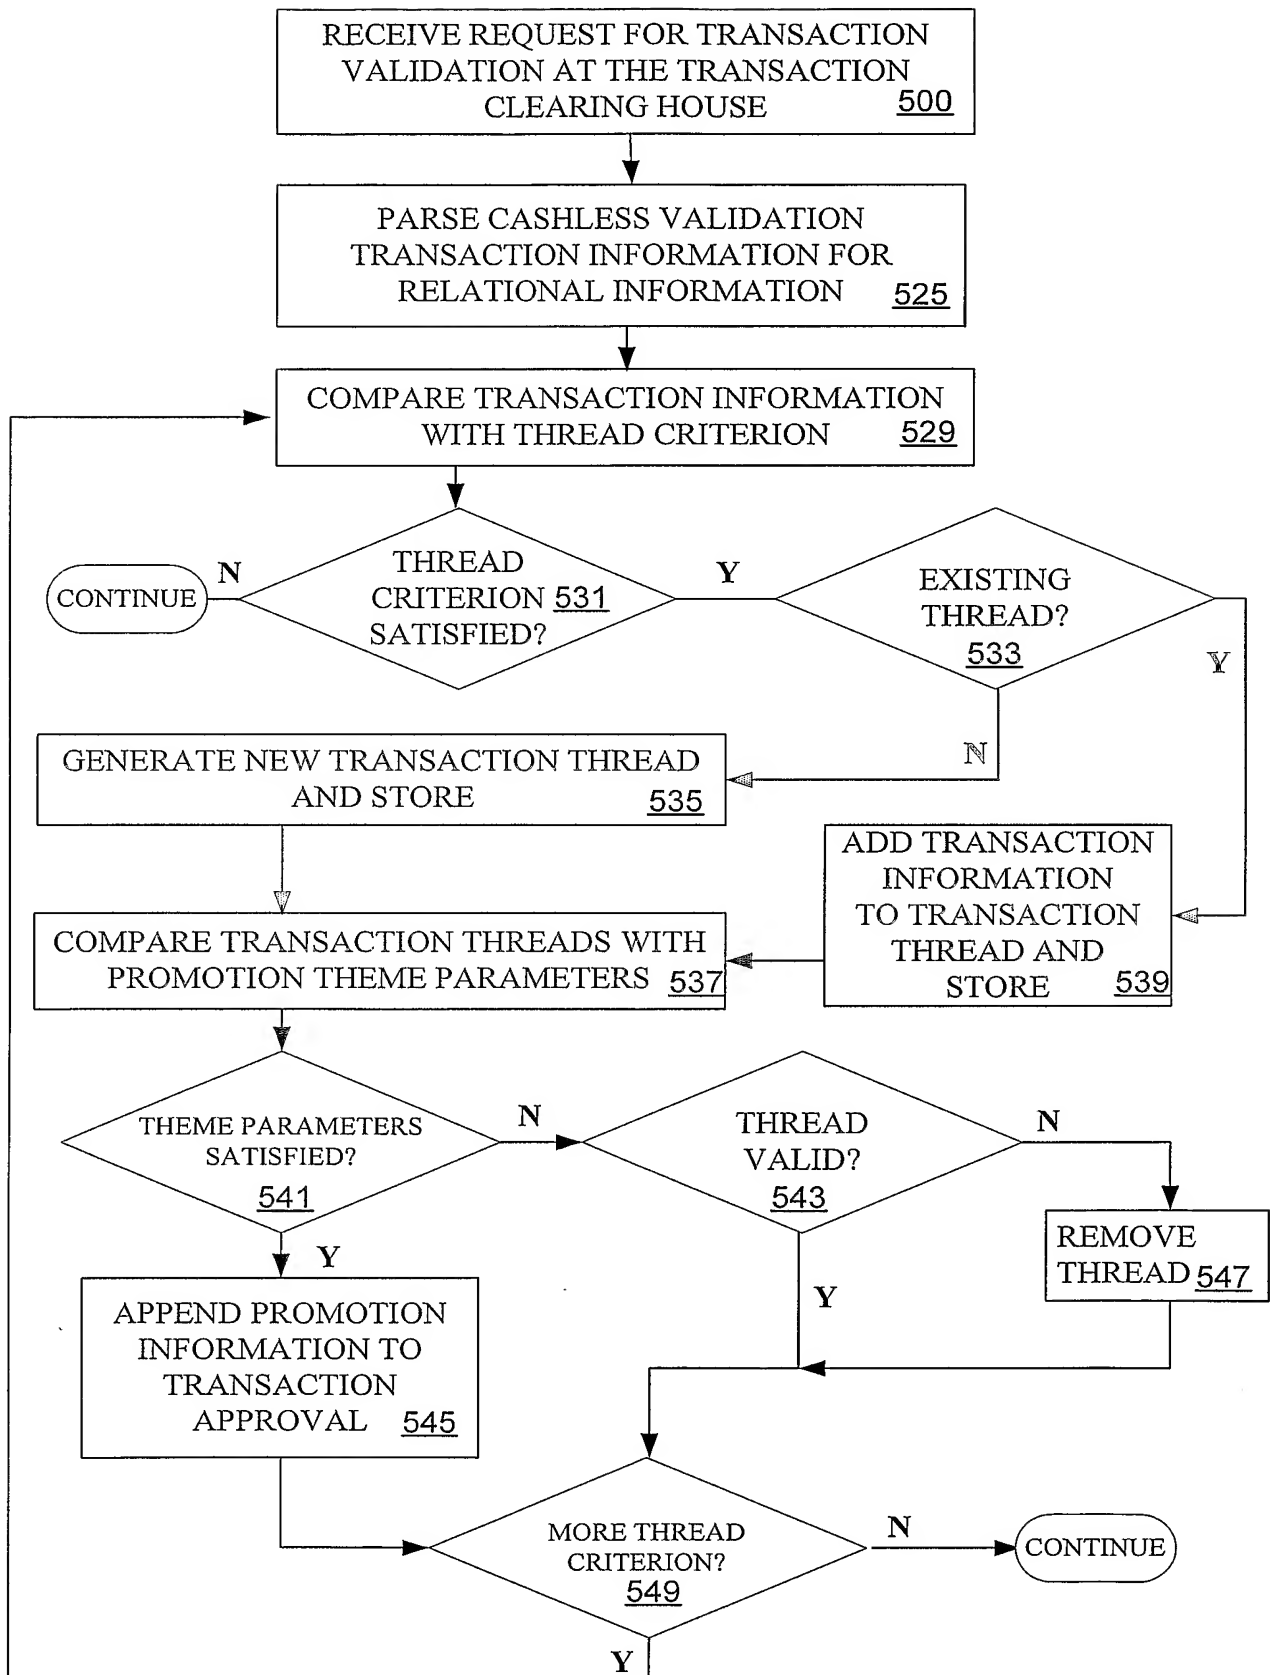 RECEIVE REQUEST FOR TRANSACTION
VALIDATION AT THE TRANSACTION
CLEARING HOUSE 500
PARSE CASHLESS VALIDATION
TRANSACTION INFORMATION FOR
RELATIONAL INFORMATION 525
COMPARE TRANSACTION INFORMATION
WITH THREAD CRITERION 529
CONTINUE
N
THREAD
CRITERION 531
SATISFIED?
Y
EXISTING
THREAD?
533
Y
N
GENERATE NEW TRANSACTION THREAD
AND STORE 535
ADD TRANSACTION
INFORMATION
TO TRANSACTION
THREAD AND
STORE 539
COMPARE TRANSACTION THREADS WITH
PROMOTION THEME PARAMETERS 537
THEME PARAMETERS
SATISFIED?
541
N
THREAD
VALID?
543
N
REMOVE
THREAD 547
Y
Y
APPEND PROMOTION
INFORMATION TO
TRANSACTION
APPROVAL 545
MORE THREAD
CRITERION?
549
N
CONTINUE
Y